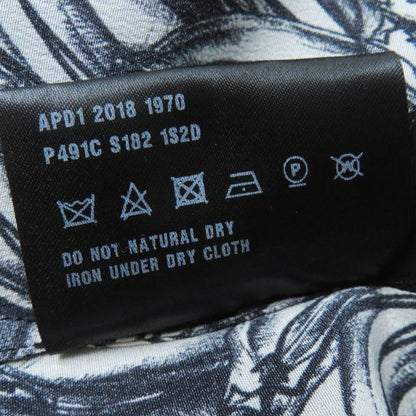 APD1 2018 1970
P491C S182 1S2D
P W
DO NOT NATURAL DRY
IRON UNDER DRY CLOTH